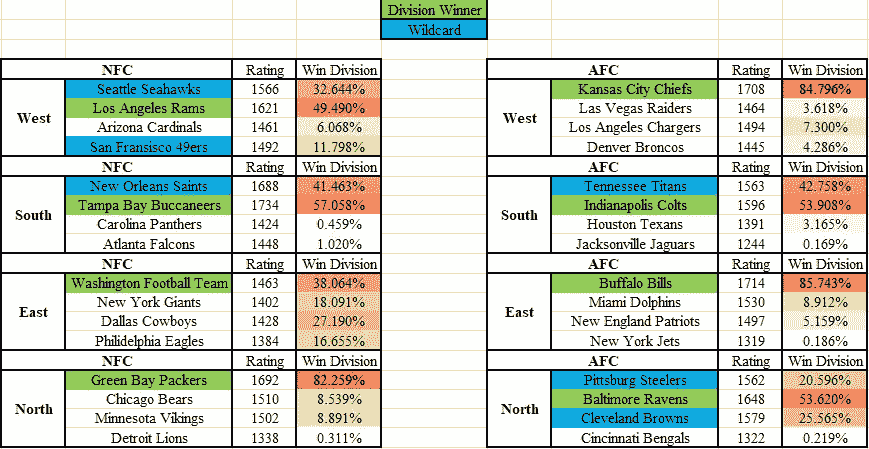 Division Winner
Wildcard
NFC Rating Win Division AFC Rating Win Division
West Seattle Seahawks 1566 32.644% West Kansas City Chiefs 1708 84.796%
Los Angeles Rams 1621 49.490% Las Vegas Raiders 1464 3.618%
Arizona Cardinals 1461 6.068% Los Angeles Chargers 1494 7.300%
San Fransisco 49ers 1492 11.798% Denver Broncos 1445 4.286%
NFC Rating Win Division AFC Rating Win Division
South New Orleans Saints 1688 41.463% South Tennessee Titans 1563 42.758%
Tampa Bay Buccaneers 1734 57.058% Indianapolis Colts 1596 53.908%
Carolina Panthers 1424 0.459% Houston Texans 1391 3.165%
Atlanta Falcons 1448 1.020% Jacksonville Jaguars 1244 0.169%
NFC Rating Win Division AFC Rating Win Division
East Washington Football Team 1463 38.064% East Buffalo Bills 1714 85.743%
New York Giants 1402 18.091% Miami Dolphins 1530 8.912%
Dallas Cowboys 1428 27.190% New England Patriots 1497 5.159%
Philidelphia Eagles 1384 16.655% New York Jets 1319 0.186%
NFC Rating Win Division AFC Rating Win Division
North Green Bay Packers 1692 82.259% North Pittsburg Steelers 1562 20.596%
Chicago Bears 1510 8.539% Baltimore Ravens 1648 53.620%
Minnesota Vikings 1502 8.891% Cleveland Browns 1579 25.565%
Detroit Lions 1338 0.311% Cincinnati Bengals 1322 0.219%